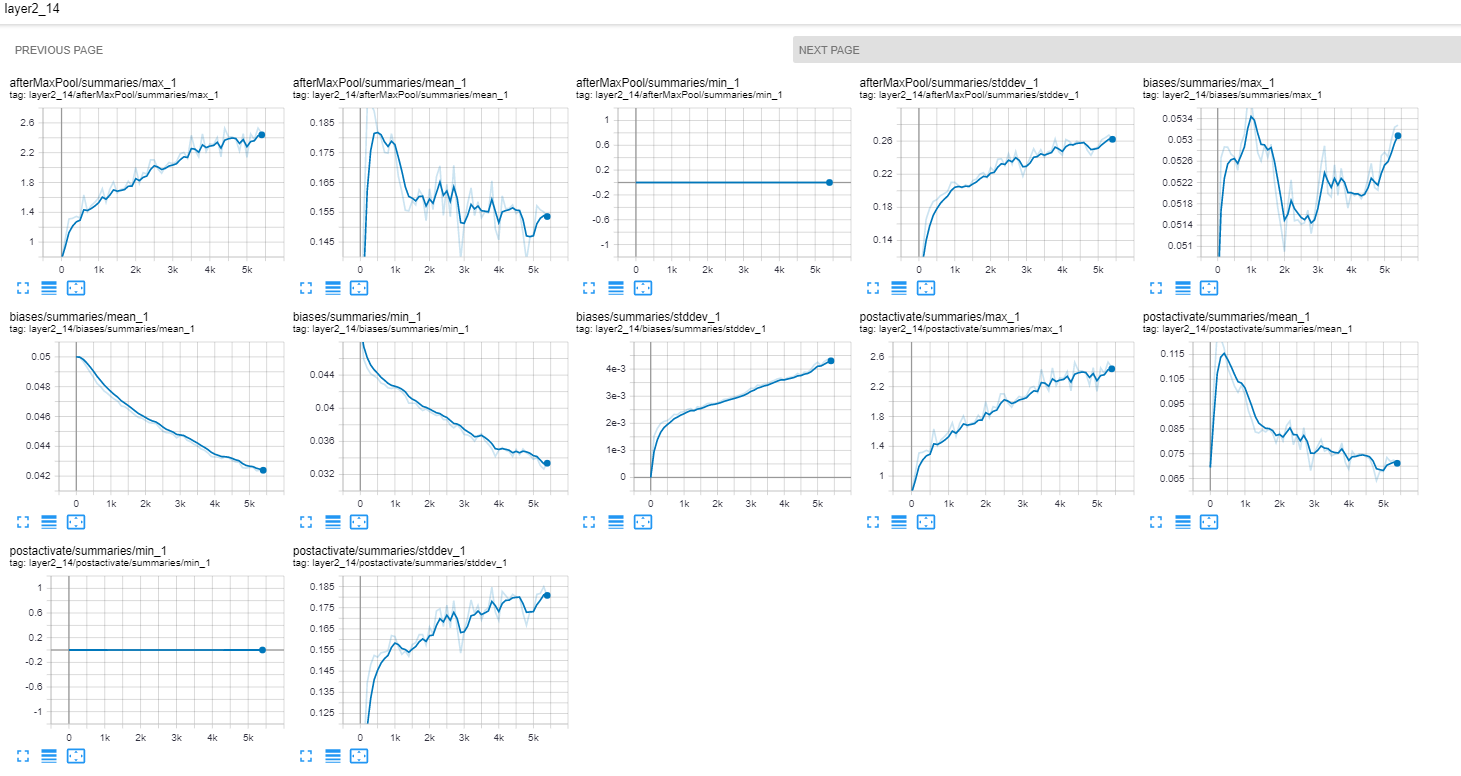 layer2_14
PREVIOUS PAGE
NEXT PAGE
afterMaxPool/summaries/max_1
tag: layer2_14/afterMaxPool/summaries/max_1
2.6
2.2
1.8
1.4
1
0 1k 2k 3k 4k 5k
afterMaxPool/summaries/mean_1
tag: layer2_14/afterMaxPool/summaries/mean_1
0.185
0.175
0.165
0.155
0.145
0 1k 2k 3k 4k 5k
afterMaxPool/summaries/min_1
tag: layer2_14/afterMaxPool/summaries/min_1
1
0.6
0.2
-0.2
-0.6
-1
0 1k 2k 3k 4k 5k
afterMaxPool/summaries/stddev_1
tag: layer2_14/afterMaxPool/summaries/stddev_1
0.26
0.22
0.18
0.14
0 1k 2k 3k 4k 5k
biases/summaries/max_1
tag: layer2_14/biases/summaries/max_1
0.0534
0.053
0.0526
0.0522
0.0518
0.0514
0.051
0 1k 2k 3k 4k 5k
biases/summaries/mean_1
tag: layer2_14/biases/summaries/mean_1
0.05
0.048
0.046
0.044
0.042
0 1k 2k 3k 4k 5k
biases/summaries/min_1
tag: layer2_14/biases/summaries/min_1
0.044
0.04
0.036
0.032
0 1k 2k 3k 4k 5k
biases/summaries/stddev_1
tag: layer2_14/biases/summaries/stddev_1
4e-3
3e-3
2e-3
1e-3
0
0 1k 2k 3k 4k 5k
postactivate/summaries/max_1
tag: layer2_14/postactivate/summaries/max_1
2.6
2.2
1.8
1.4
1
0 1k 2k 3k 4k 5k
postactivate/summaries/mean_1
tag: layer2_14/postactivate/summaries/mean_1
0.115
0.105
0.095
0.085
0.075
0.065
0 1k 2k 3k 4k 5k
postactivate/summaries/min_1
tag: layer2_14/postactivate/summaries/min_1
1
0.6
0.2
-0.2
-0.6
-1
0 1k 2k 3k 4k 5k
postactivate/summaries/stddev_1
tag: layer2_14/postactivate/summaries/stddev_1
0.185
0.175
0.165
0.155
0.145
0.135
0.125
0 1k 2k 3k 4k 5k